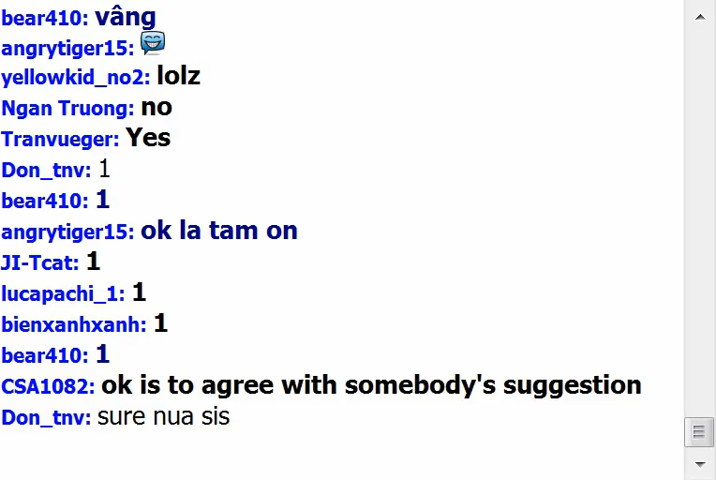 bear410: vâng
angrytiger15:
yellowkid_no2: lolz
Ngan Truong: no
Tranvueger: Yes
Don_tnv: 1
bear410: 1
angrytiger15: ok la tam on
JI-Tcat: 1
lucapachi_1: 1
bienxanhxanh: 1
bear410: 1
CSA1082: ok is to agree with somebody's suggestion
Don_tnv: sure nua sis